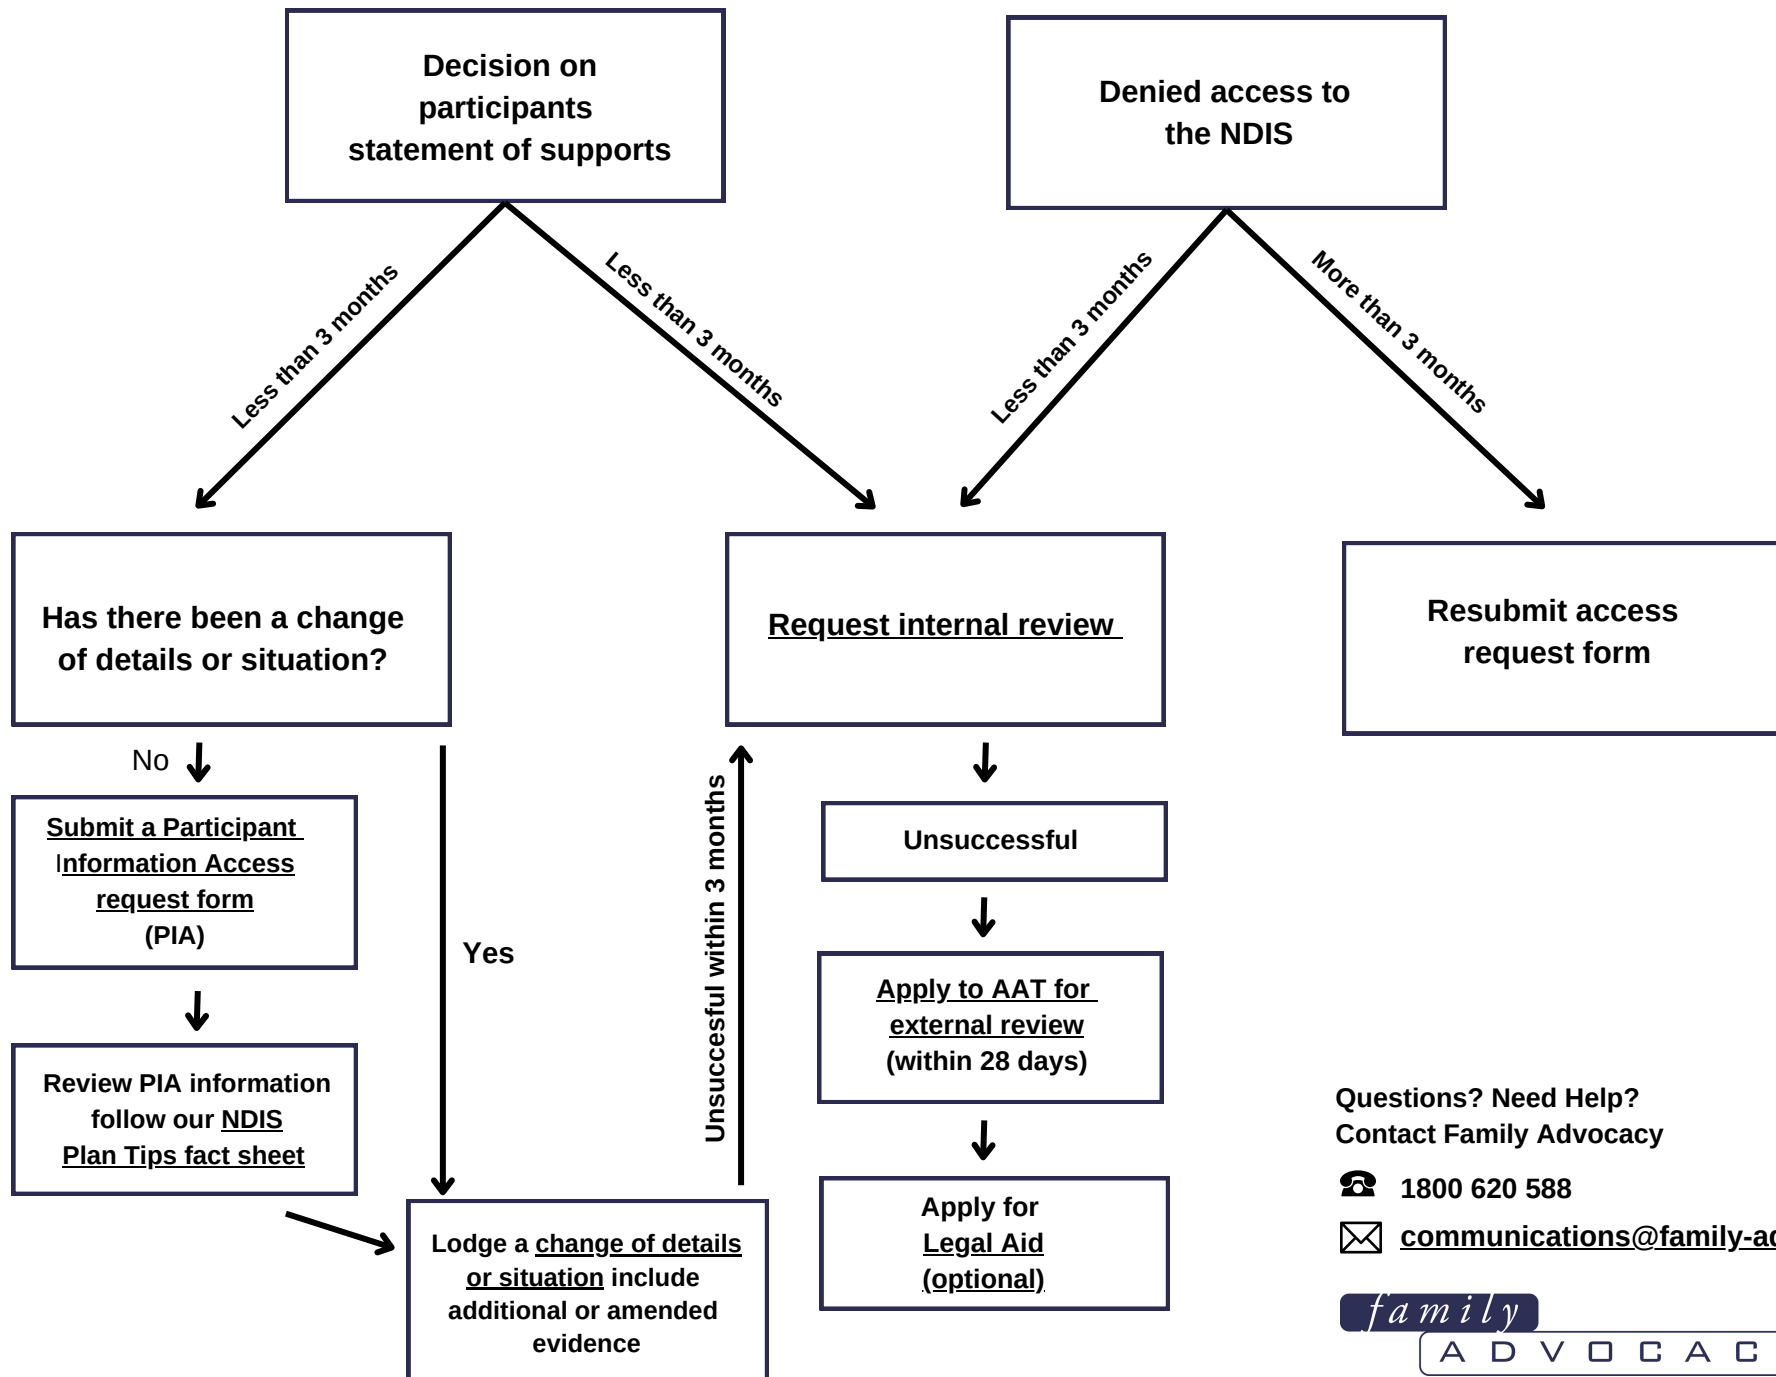 Decision on
participants
statement of supports
Denied access to
the NDIS
Less than 3 months
Less than 3 months
Less than 3 months
More than 3 months
Has there been a change
of details or situation?
Request internal review
Resubmit access
request form
No
Submit a Participant
Information Access
request form
(PIA)
Yes
Unsuccesful within 3 months
Unsuccessful
Apply to AAT for
external review
(within 28 days)
Review PIA information
follow our NDIS
Plan Tips fact sheet
Lodge a change of details
or situation include
additional or amended
evidence
Apply for
Legal Aid
(optional)
Questions? Need Help?
Contact Family Advocacy
1800 620 588
communications@family-ad
family
ADVOCAC